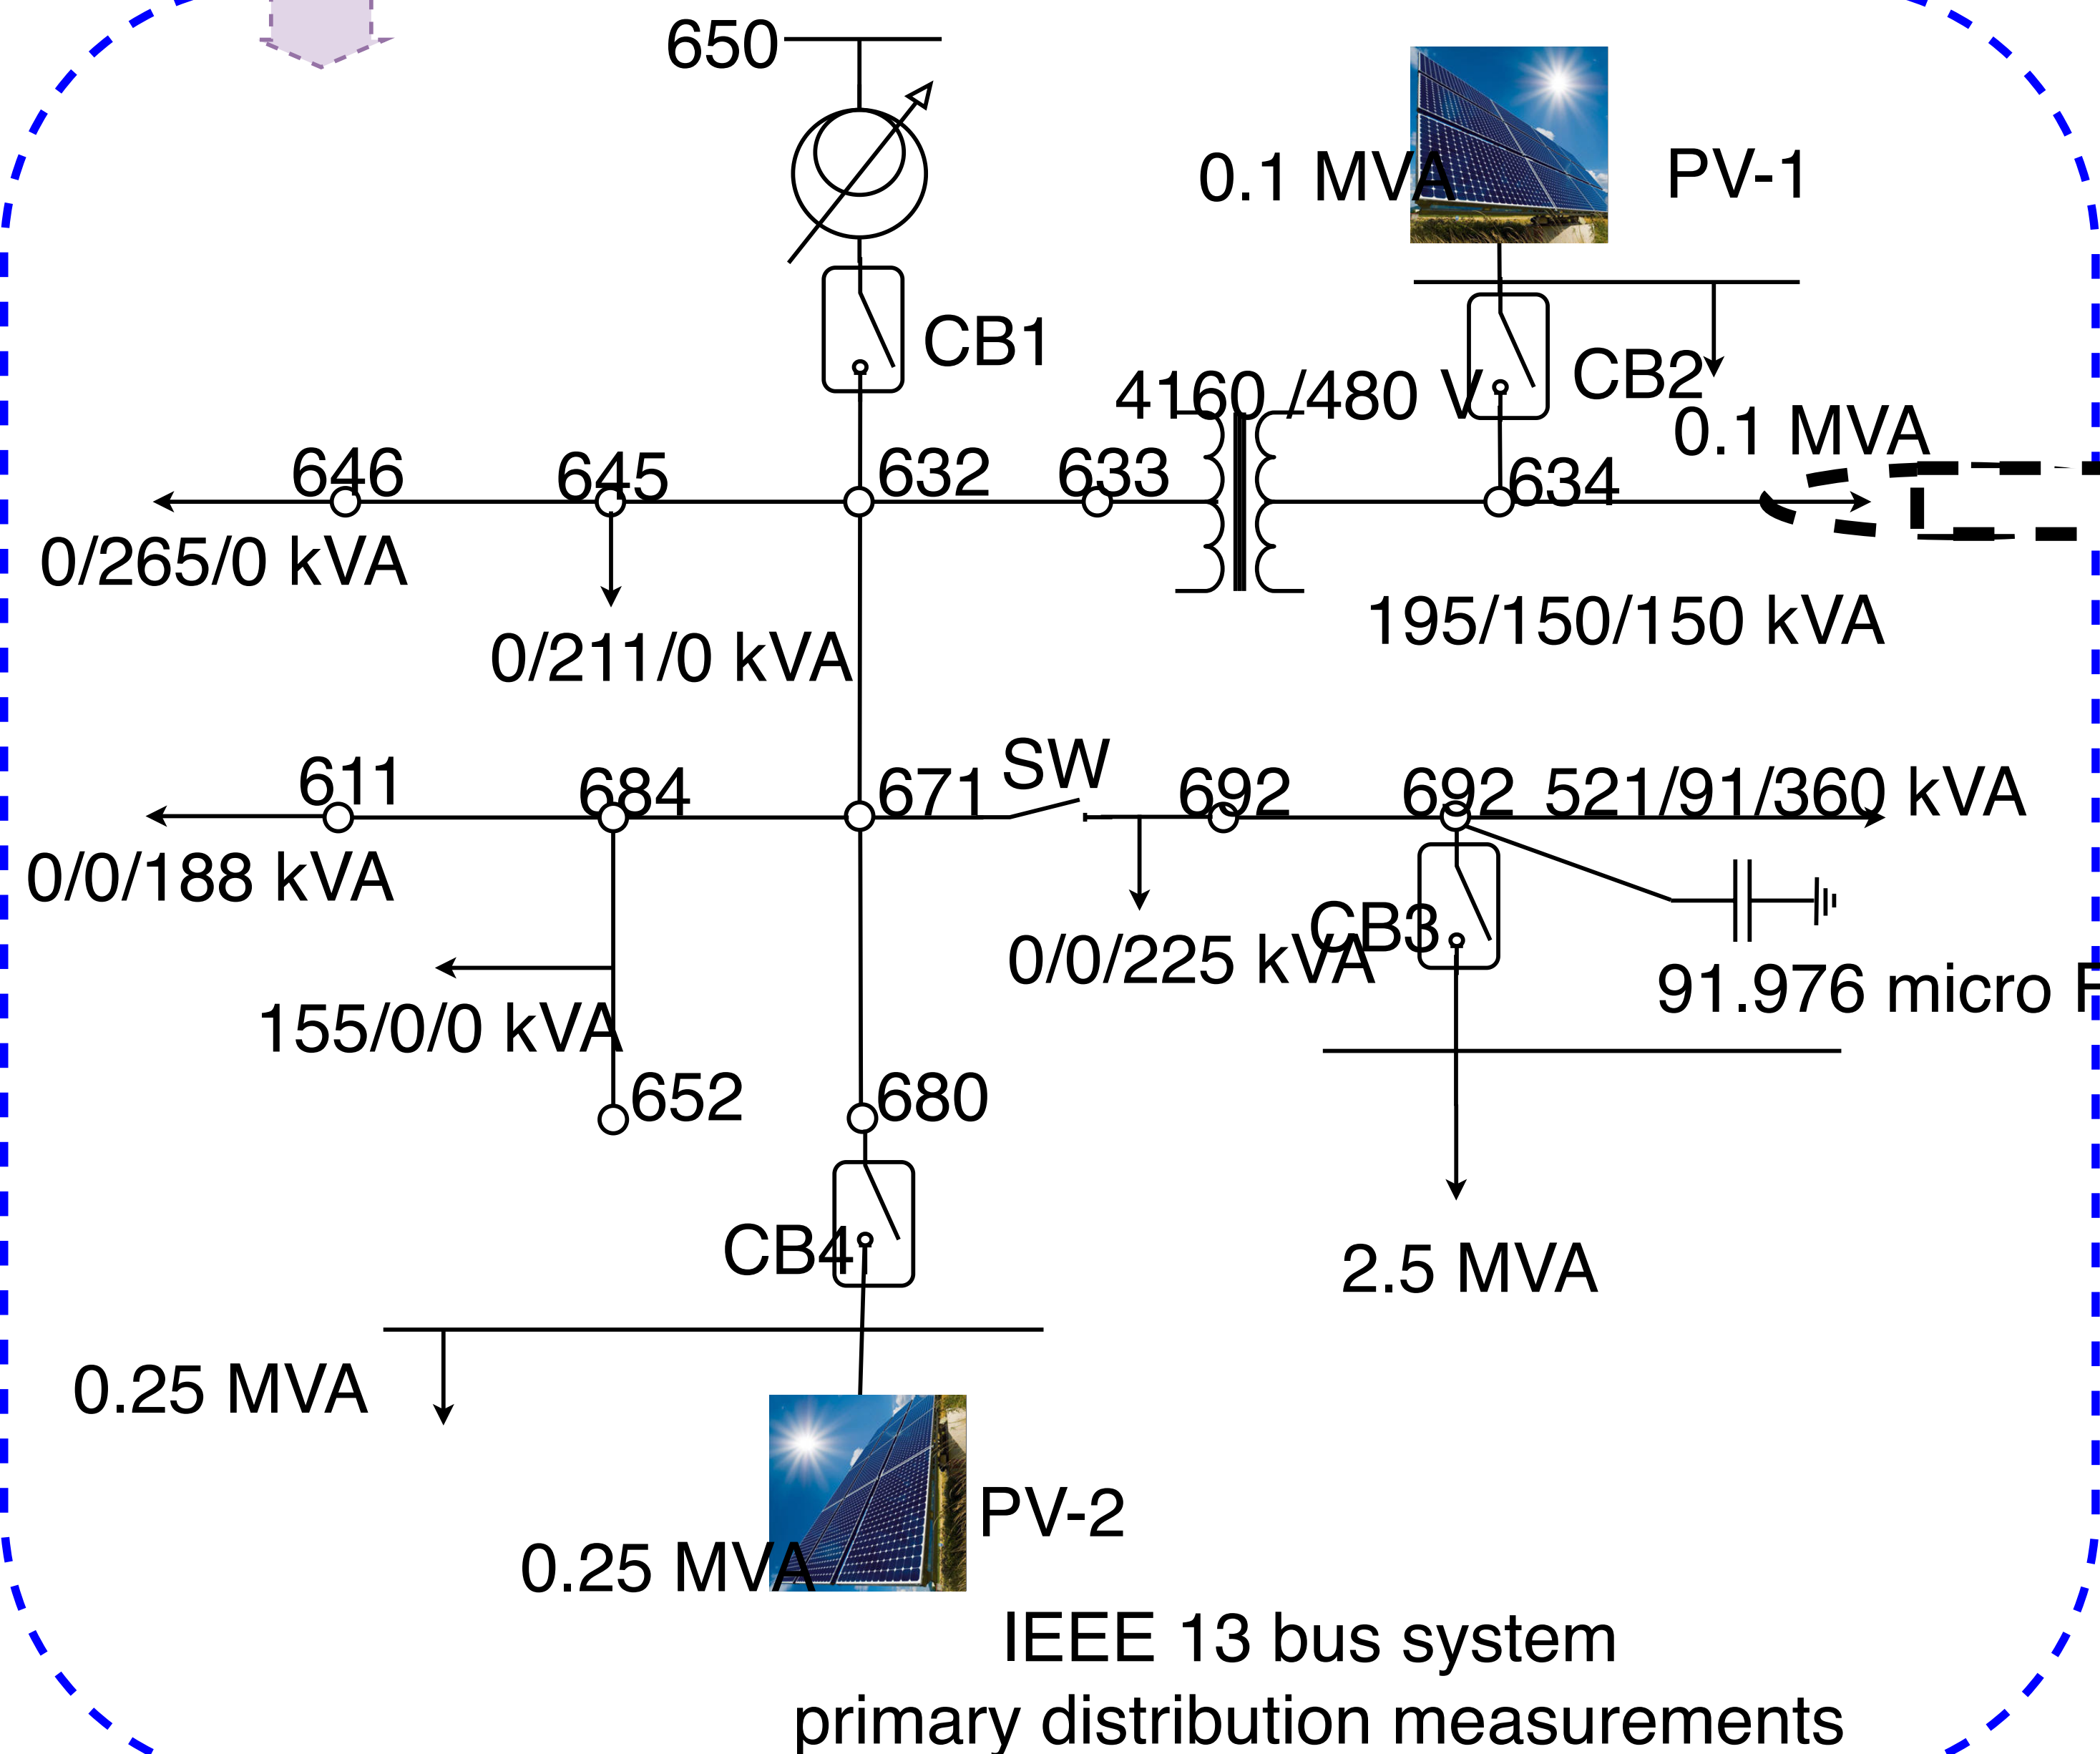 650
0.1 MVA
PV-1
CB1
4160 /480 V
CB2
0.1 MVA
646
645
632
633
634
0/265/0 kVA
195/150/150 kVA
0/211/0 kVA
611
684
671
SW
692
692
521/91/360 kVA
0/0/188 kVA
CB3
0/0/225 kVA
91.976 micro F
155/0/0 kVA
652
680
CB4
2.5 MVA
0.25 MVA
PV-2
0.25 MVA
IEEE 13 bus system
primary distribution measurements